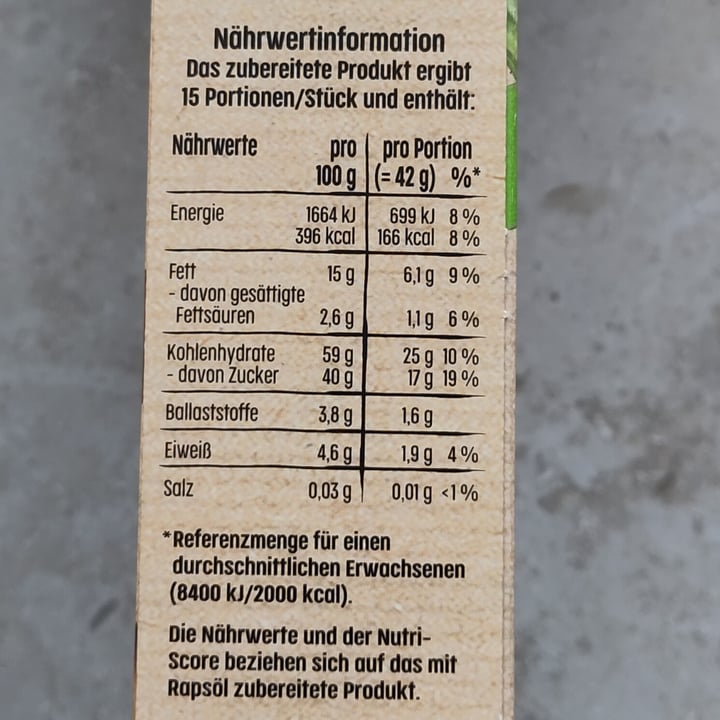 Nährwertinformation
Das zubereitete Produkt ergibt
15 Portionen/Stück und enthält:
Nährwerte pro pro Portion
100 g (= 42 g) %*
Energie 1664 kJ 699 kJ 8 %
396 kcal 166 kcal 8 %
Fett 15 g 6,1 g 9 %
- davon gesättigte
Fettsäuren 2,6 g 1,1 g 6 %
Kohlenhydrate 59 g 25 g 10 %
- davon Zucker 40 g 17 g 19 %
Ballaststoffe 3,8 g 1,6 g
Eiweiß 4,6 g 1,9 g 4 %
Salz 0,03 g 0,01 g <1 %
*Referenzmenge für einen
durchschnittlichen Erwachsenen
(8400 kJ/2000 kcal).
Die Nährwerte und der Nutri-
Score beziehen sich auf das mit
Rapsöl zubereitete Produkt.